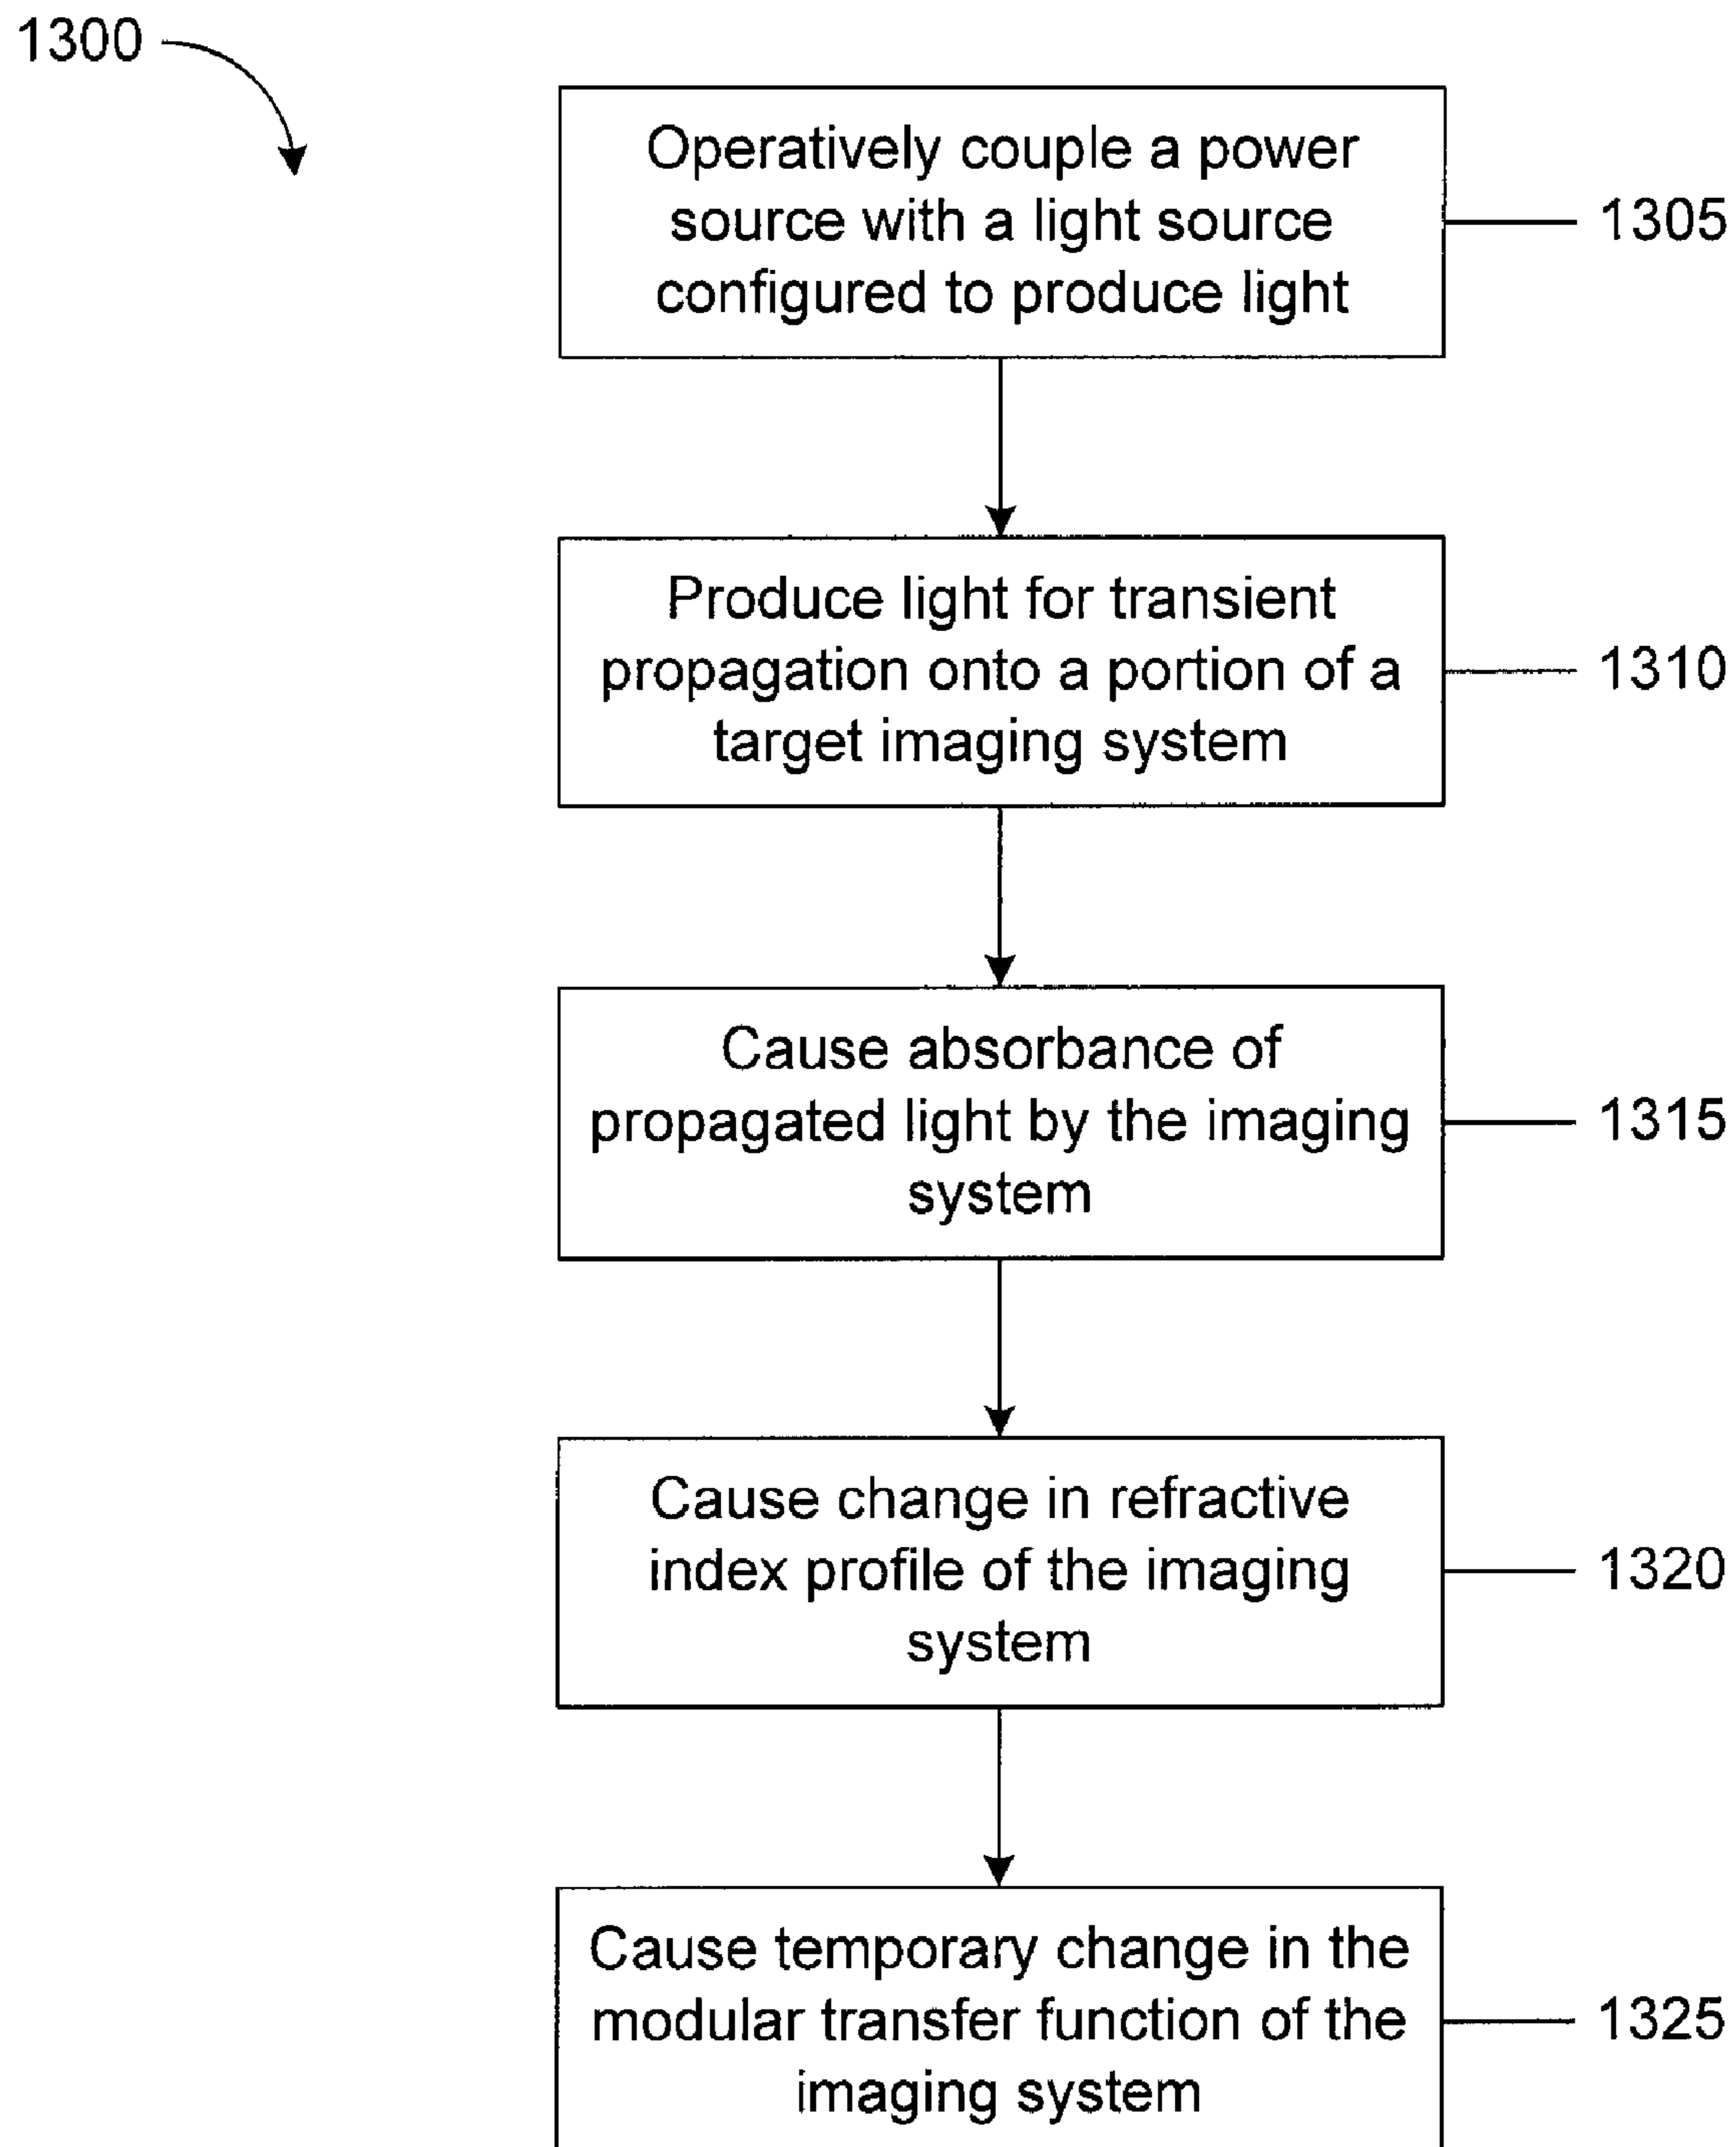 1300
Operatively couple a power
source with a light source
configured to produce light
1305
Produce light for transient
propagation onto a portion of a
target imaging system
1310
Cause absorbance of
propagated light by the imaging
system
1315
Cause change in refractive
index profile of the imaging
system
1320
Cause temporary change in the
modular transfer function of the
imaging system
1325